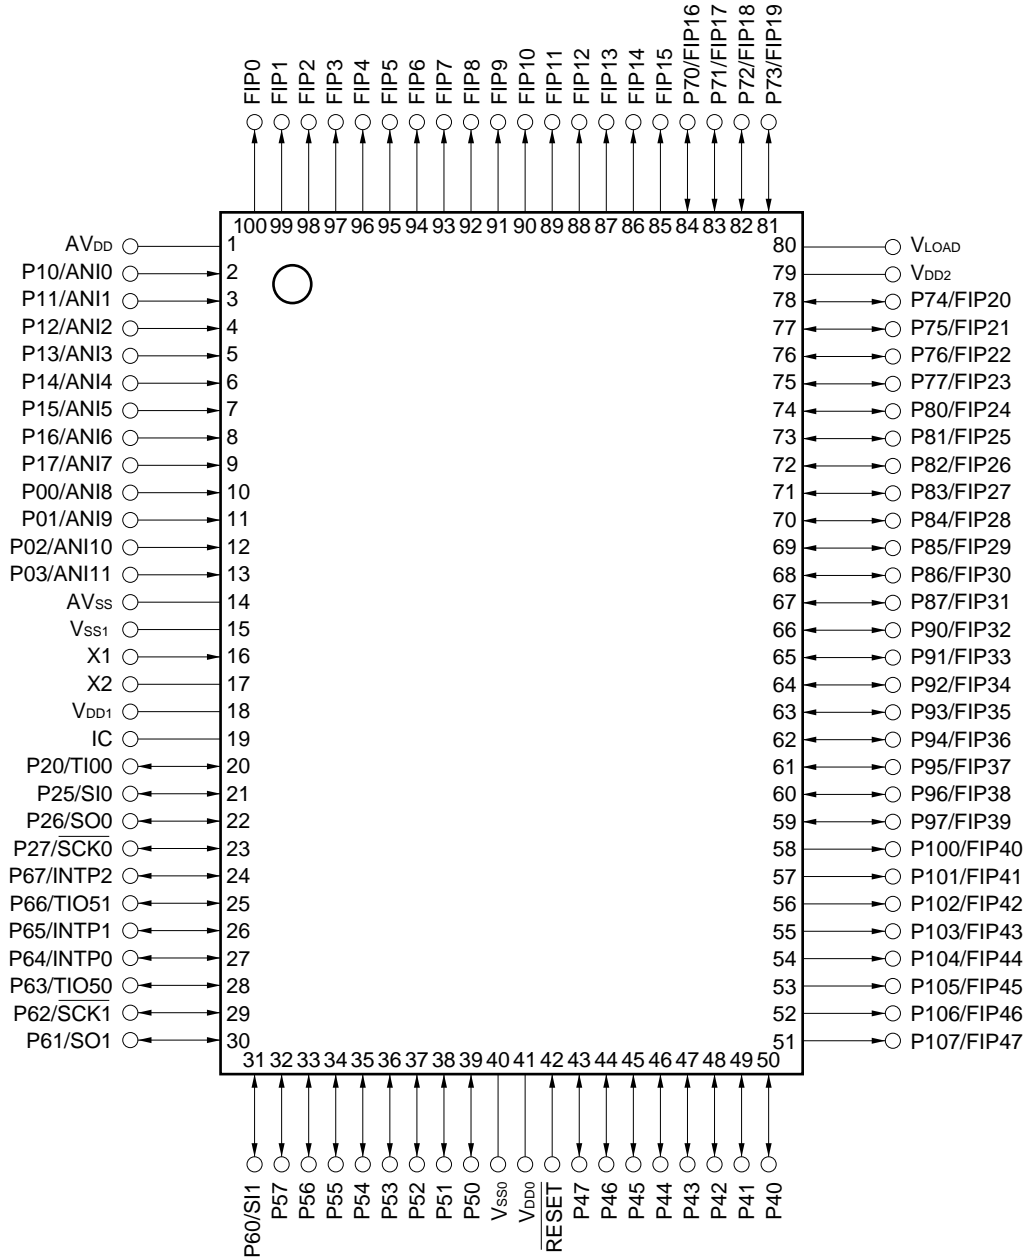 FIP0
FIP1
FIP2
FIP3
FIP4
FIP5
FIP6
FIP7
FIP8
FIP9
FIP10
FIP11
FIP12
FIP13
FIP14
FIP15
P70/FIP16
P71/FIP17
P72/FIP18
P73/FIP19
100 99 98 97 96 95 94 93 92 91 90 89 88 87 86 85 84 83 82 81
AVDD 1 80 VLOAD
P10/ANI0 2 79 VDD2
P11/ANI1 3 78 P74/FIP20
P12/ANI2 4 77 P75/FIP21
P13/ANI3 5 76 P76/FIP22
P14/ANI4 6 75 P77/FIP23
P15/ANI5 7 74 P80/FIP24
P16/ANI6 8 73 P81/FIP25
P17/ANI7 9 72 P82/FIP26
P00/ANI8 10 71 P83/FIP27
P01/ANI9 11 70 P84/FIP28
P02/ANI10 12 69 P85/FIP29
P03/ANI11 13 68 P86/FIP30
AVSS 14 67 P87/FIP31
VSS1 15 66 P90/FIP32
X1 16 65 P91/FIP33
X2 17 64 P92/FIP34
VDD1 18 63 P93/FIP35
IC 19 62 P94/FIP36
P20/TI00 20 61 P95/FIP37
P25/SI0 21 60 P96/FIP38
P26/SO0 22 59 P97/FIP39
P27/SCK0 23 58 P100/FIP40
P67/INTP2 24 57 P101/FIP41
P66/TIO51 25 56 P102/FIP42
P65/INTP1 26 55 P103/FIP43
P64/INTP0 27 54 P104/FIP44
P63/TIO50 28 53 P105/FIP45
P62/SCK1 29 52 P106/FIP46
P61/SO1 30 51 P107/FIP47
31 32 33 34 35 36 37 38 39 40 41 42 43 44 45 46 47 48 49 50
P60/SI1
P57
P56
P55
P54
P53
P52
P51
P50
VSS0
VDD0
RESET
P47
P46
P45
P44
P43
P42
P41
P40